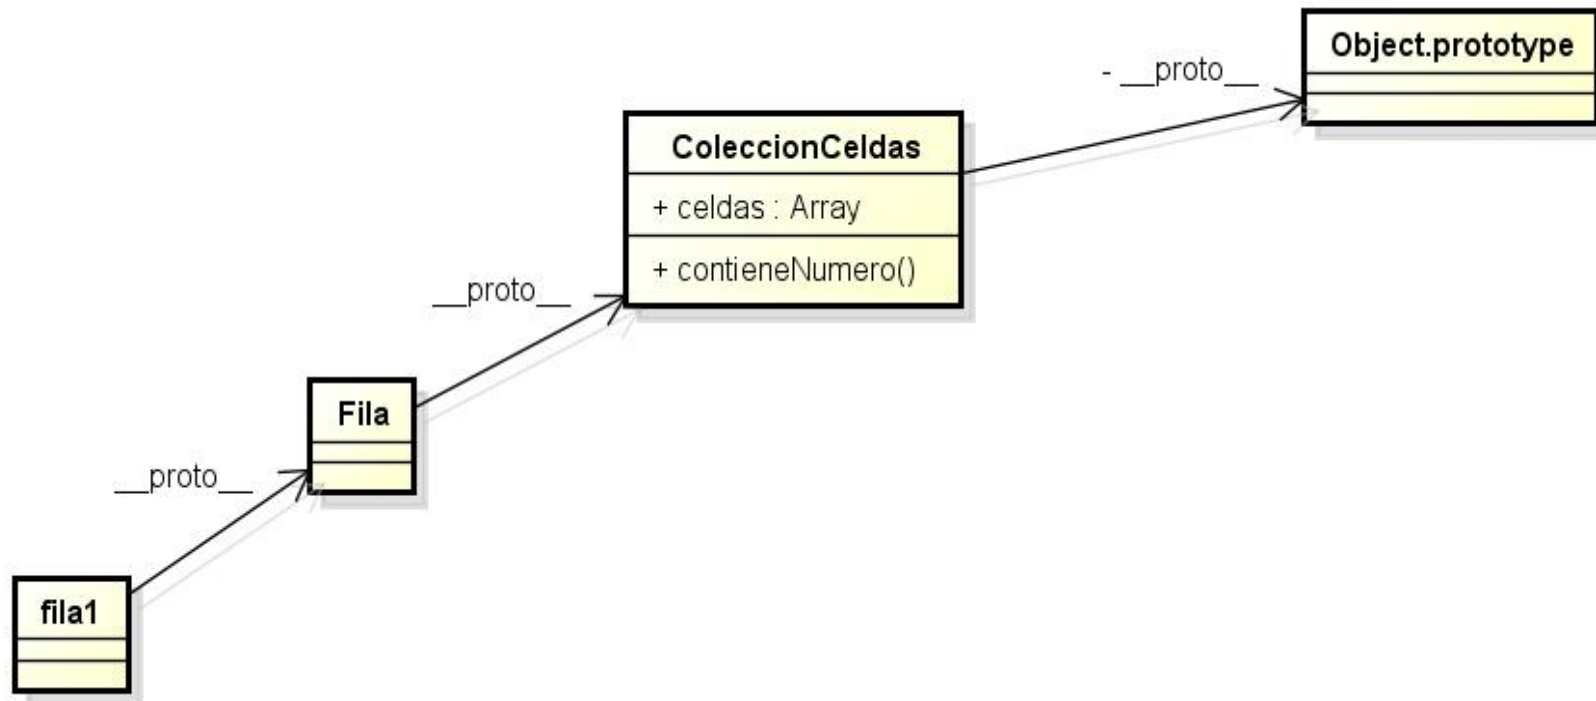 Object.prototype
- __proto__
ColeccionCeldas
+ celdas : Array
+ contieneNumero()
__proto__
Fila
__proto__
fila1